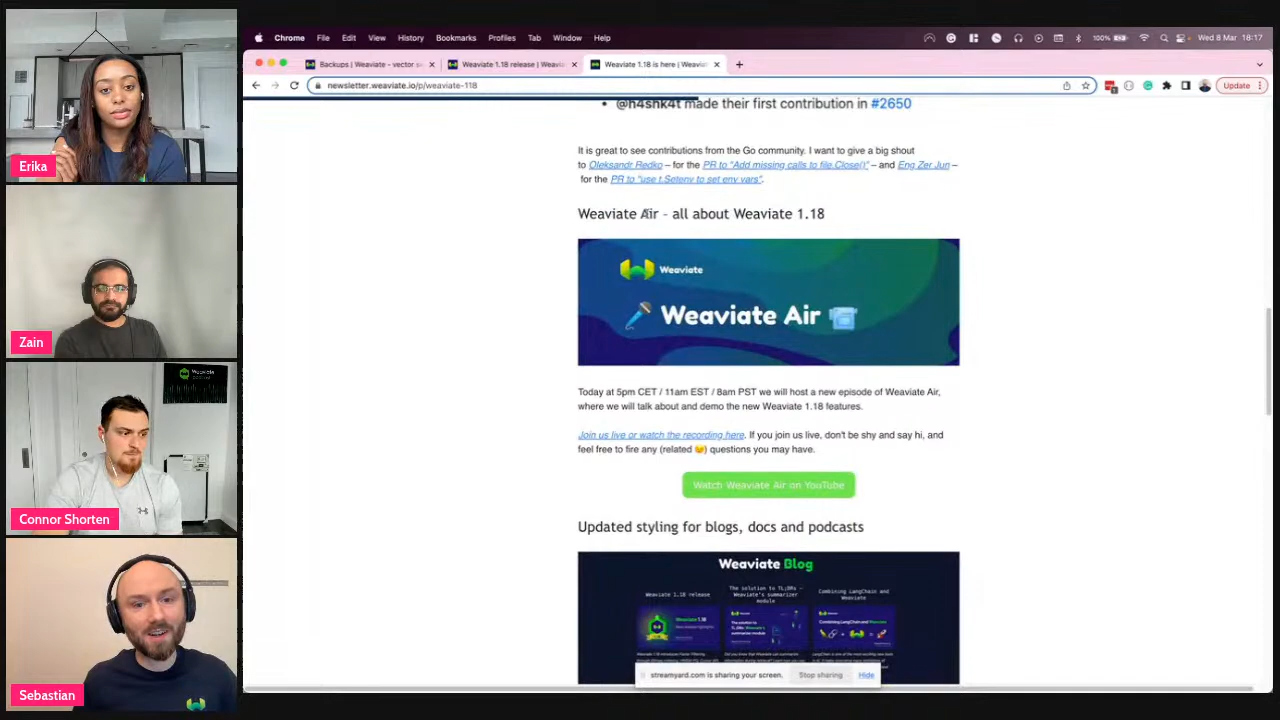 Erika
Zain
Weaviate
Connor Shorten
Sebastian
Chrome File Edit View History Bookmarks Profiles Tab Window Help
100% Wed 8 Mar 18:17
Backups | Weaviate - vector s
Weaviate 1.18 release | Weavia
Weaviate 1.18 is here | Weaviat
newsletter.weaviate.io/p/weaviate-118
Update
@h4shk4t made their first contribution in #2650
It is great to see contributions from the Go community. I want to give a big shout
to Oleksandr Redko – for the PR to "Add missing calls to file.Close()" – and Eng Zer Jun –
for the PR to "use t.Setenv to set env vars".
Weaviate Air – all about Weaviate 1.18
Weaviate
Weaviate Air
Today at 5pm CET / 11am EST / 8am PST we will host a new episode of Weaviate Air,
where we will talk about and demo the new Weaviate 1.18 features.
Join us live or watch the recording here. If you join us live, don't be shy and say hi, and
feel free to fire any (related 😉) questions you may have.
Watch Weaviate Air on YouTube
Updated styling for blogs, docs and podcasts
Weaviate Blog
Weaviate 1.18 release
The solution to TL;DRs –
Weaviate's summarizer
module
Combining LangChain and
Weaviate
streamyard.com is sharing your screen.
Stop sharing
Hide